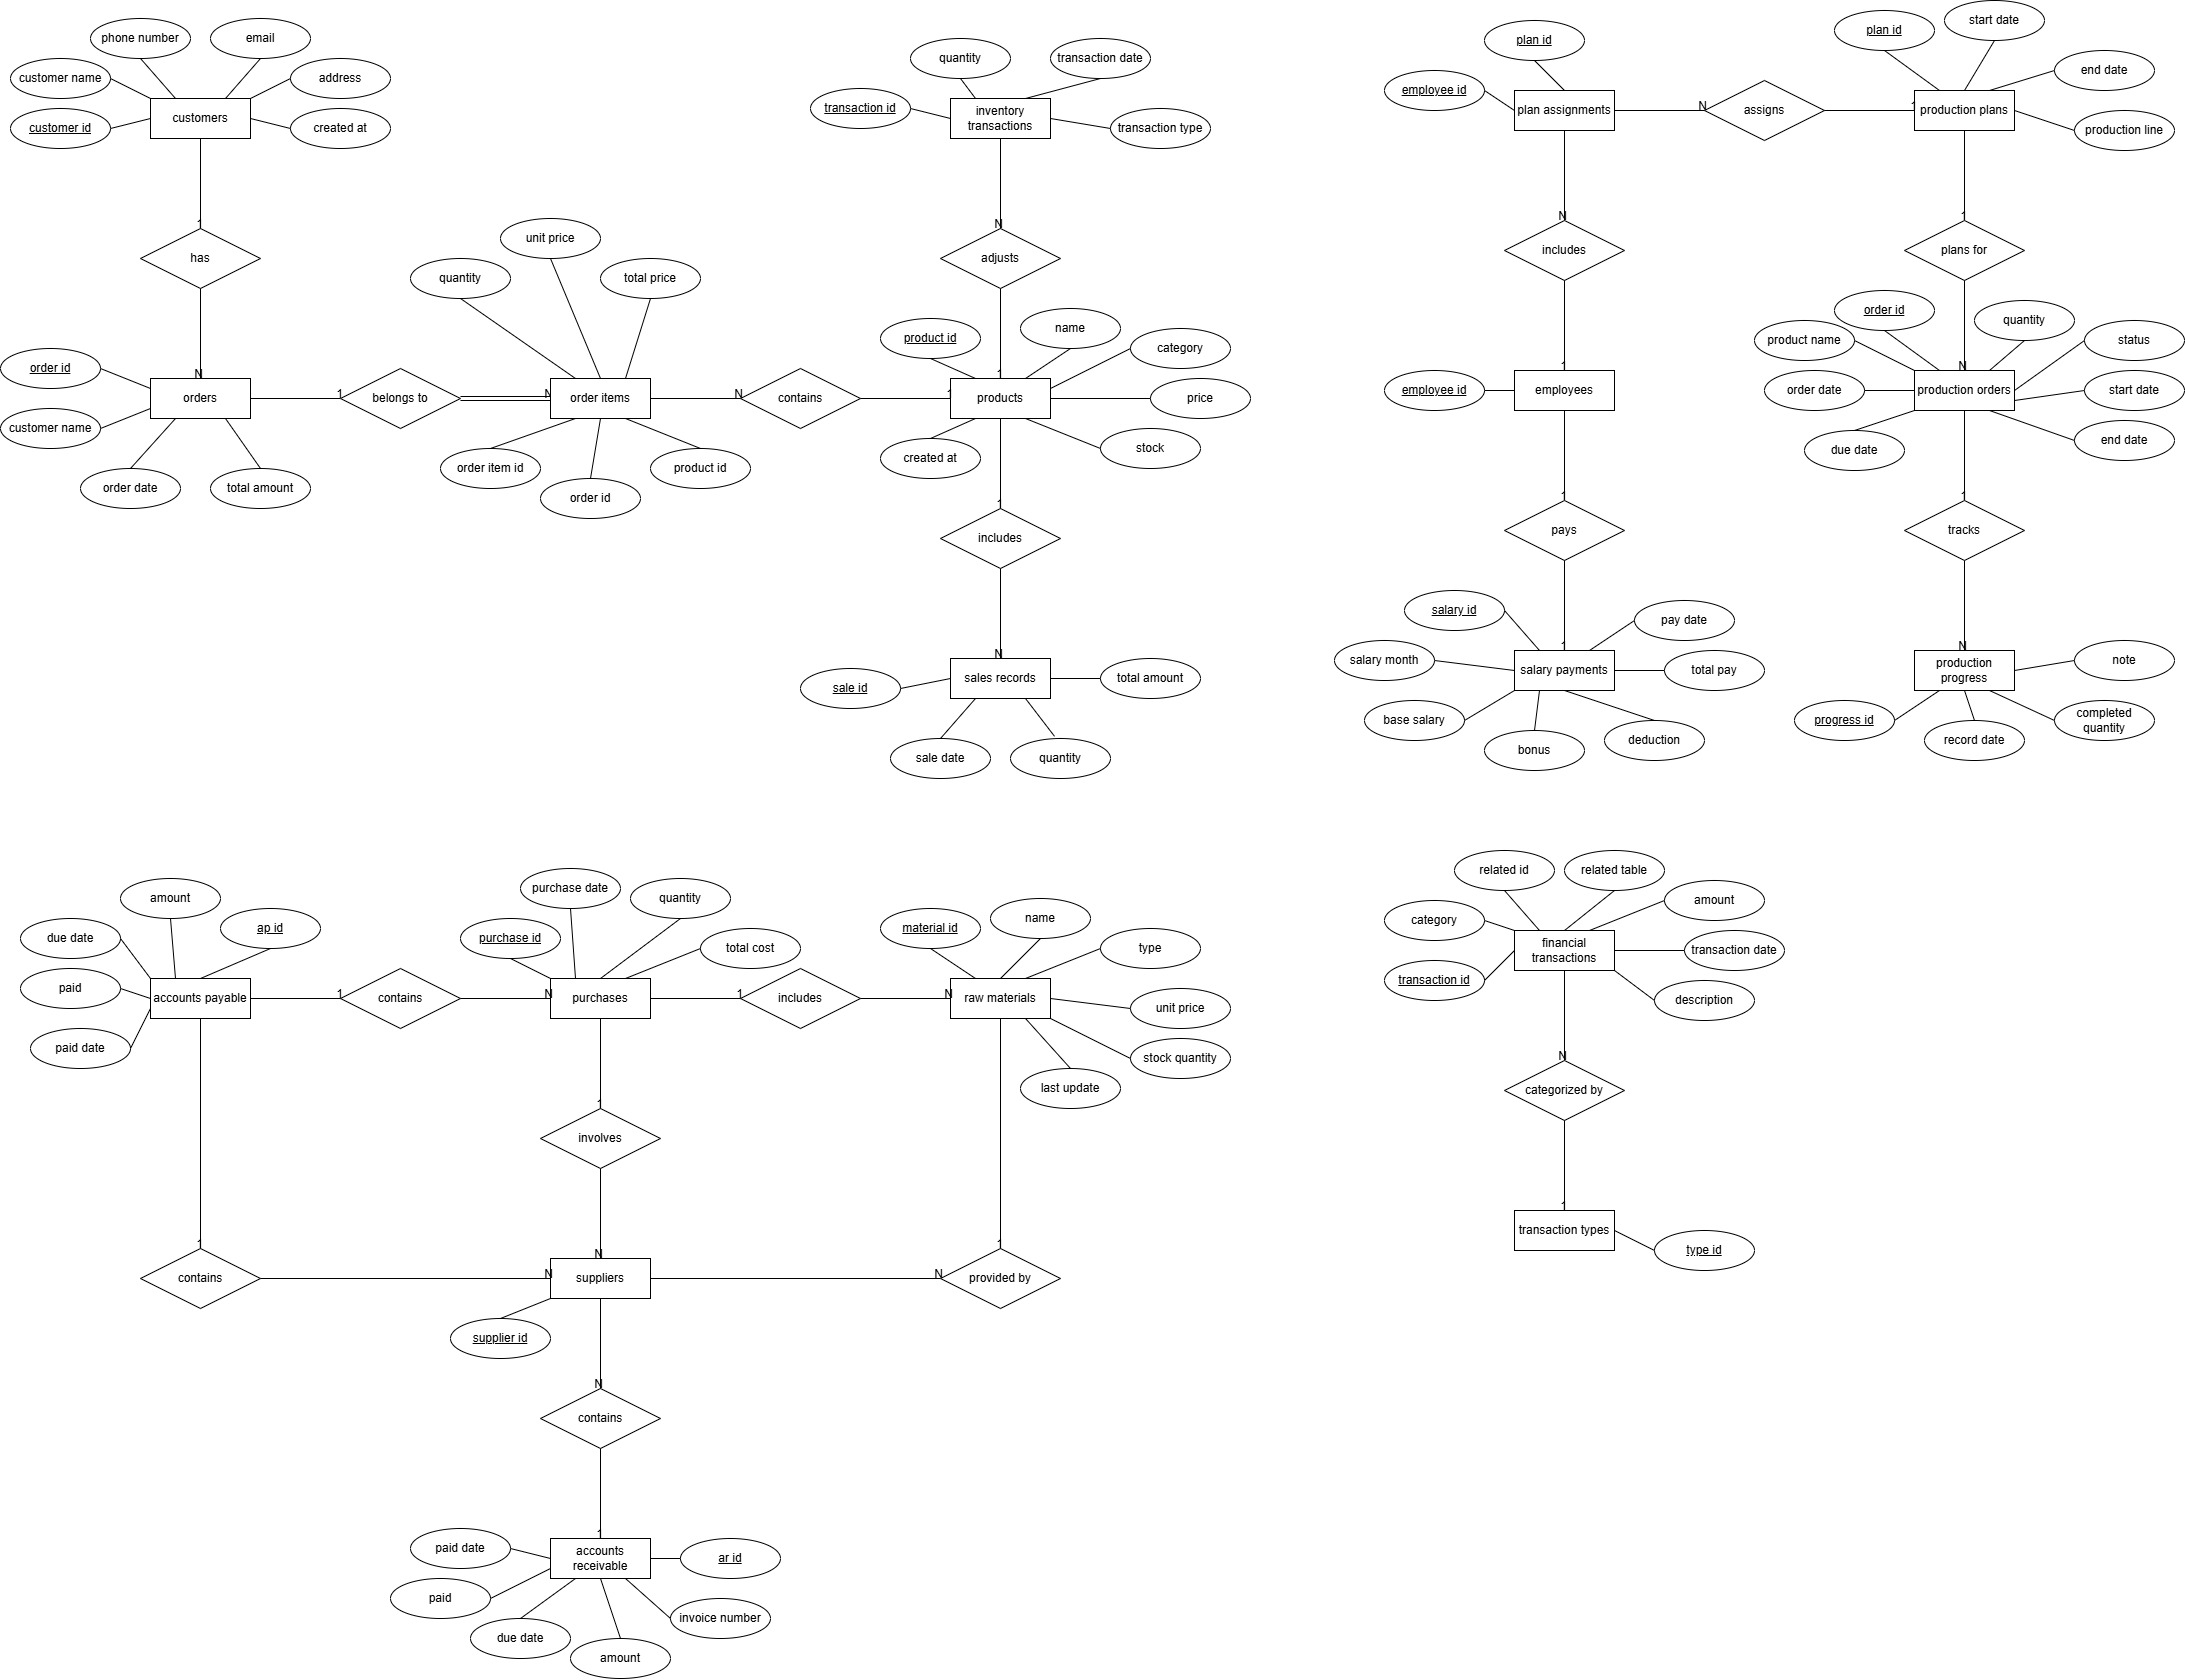 phone number
email
customer name
address
customer id
created at
customers
1
has
N
order id
customer name
orders
order date
total amount
1
belongs to
N
quantity
unit price
total price
order items
order item id
order id
product id
N
contains
1
quantity
transaction date
transaction id
inventory
transactions
transaction type
N
adjusts
1
product id
name
category
products
price
created at
stock
1
includes
N
sale id
sales records
total amount
sale date
quantity
plan id
employee id
plan assignments
N
assigns
1
plan id
start date
end date
production plans
production line
N
includes
1
employee id
employees
1
pays
1
salary id
pay date
salary month
salary payments
total pay
base salary
bonus
deduction
1
plans for
N
order id
quantity
product name
status
order date
production orders
start date
due date
end date
1
tracks
N
production
progress
note
progress id
record date
completed
quantity
amount
ap id
due date
paid
accounts payable
paid date
1
contains
N
purchase date
quantity
purchase id
total cost
purchases
1
includes
N
material id
name
type
raw materials
unit price
stock quantity
last update
1
involves
N
1
contains
N
suppliers
N
provided by
1
supplier id
N
contains
1
paid date
accounts
receivable
ar id
paid
invoice number
due date
amount
related id
related table
category
amount
financial
transactions
transaction date
transaction id
description
N
categorized by
1
transaction types
type id